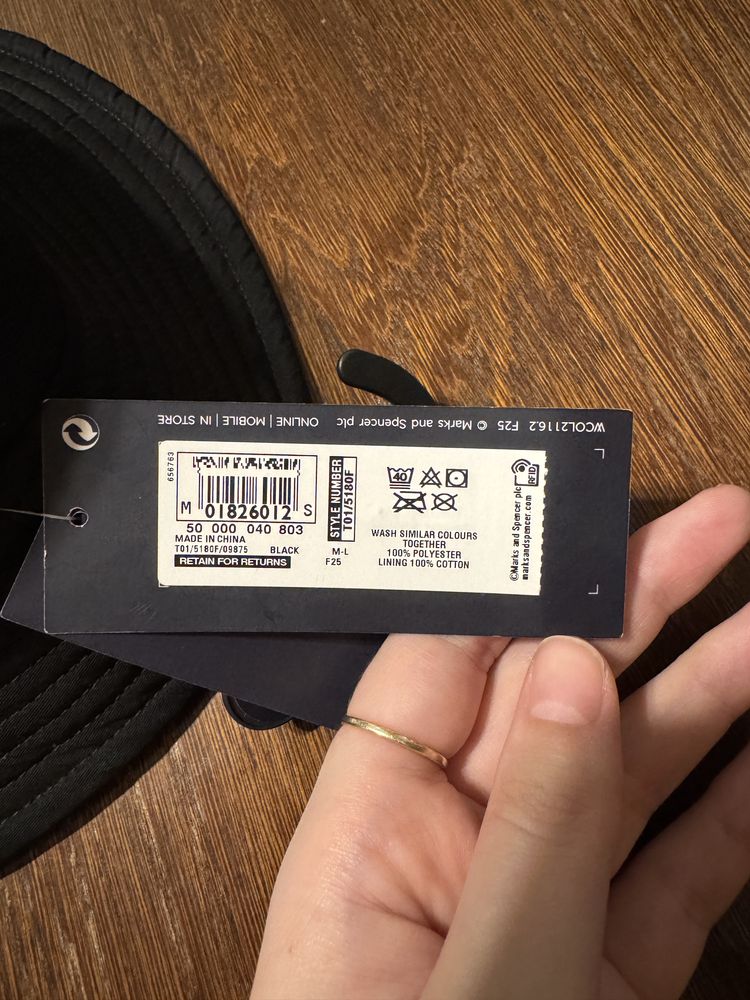 WCOL2116.2 F25 © Marks and Spencer plc ONLINE | MOBILE | IN STORE
656763
M 01826012 S
50 000 040 803
MADE IN CHINA
T01/5180F/09875 BLACK
RETAIN FOR RETURNS
STYLE NUMBER
T01/5180F
M-L
F25
40
WASH SIMILAR COLOURS
TOGETHER
100% POLYESTER
LINING 100% COTTON
RFID
©Marks and Spencer plc
marksandspencer.com